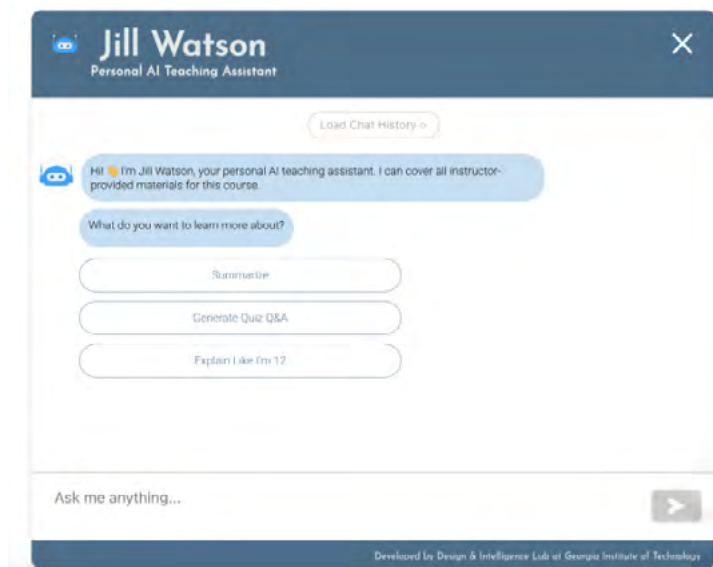 Jill Watson
Personal AI Teaching Assistant
Load Chat History
Hi! 👋 I'm Jill Watson, your personal AI teaching assistant. I can cover all instructor-
provided materials for this course.
What do you want to learn more about?
Summarize
Generate Quiz Q&A
Explain Like I'm 12
Ask me anything...
Developed by Design & Intelligence Lab at Georgia Institute of Technology